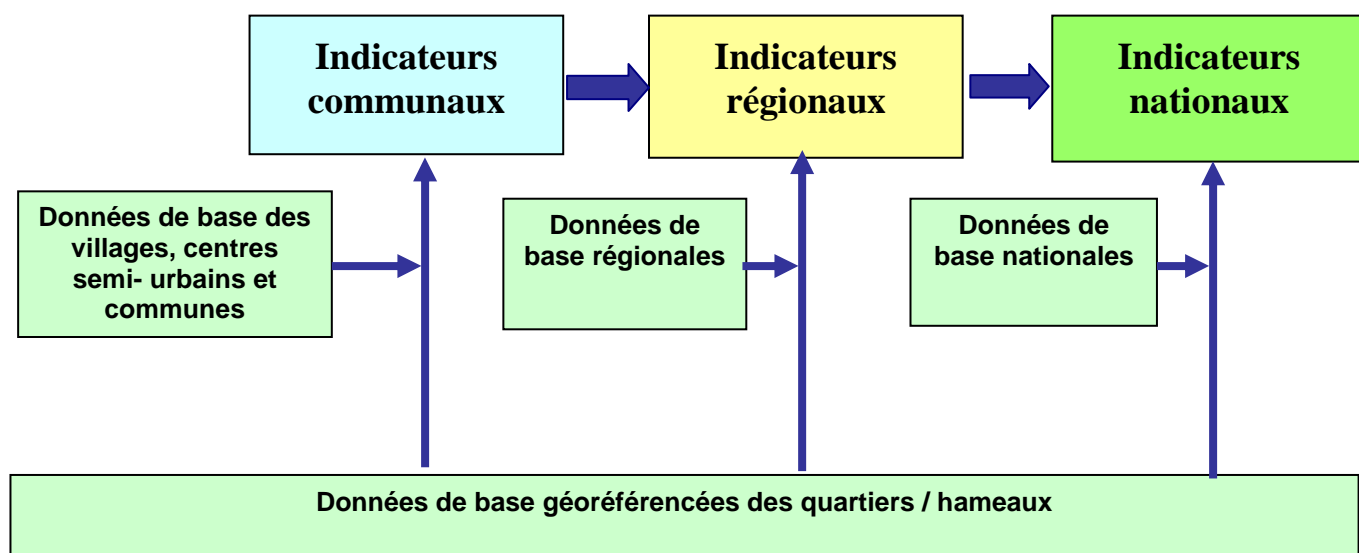 Indicateurs
communaux
Indicateurs
régionaux
Indicateurs
nationaux
Données de base des
villages, centres
semi- urbains et
communes
Données de
base régionales
Données de
base nationales
Données de base géoréférencées des quartiers / hameaux